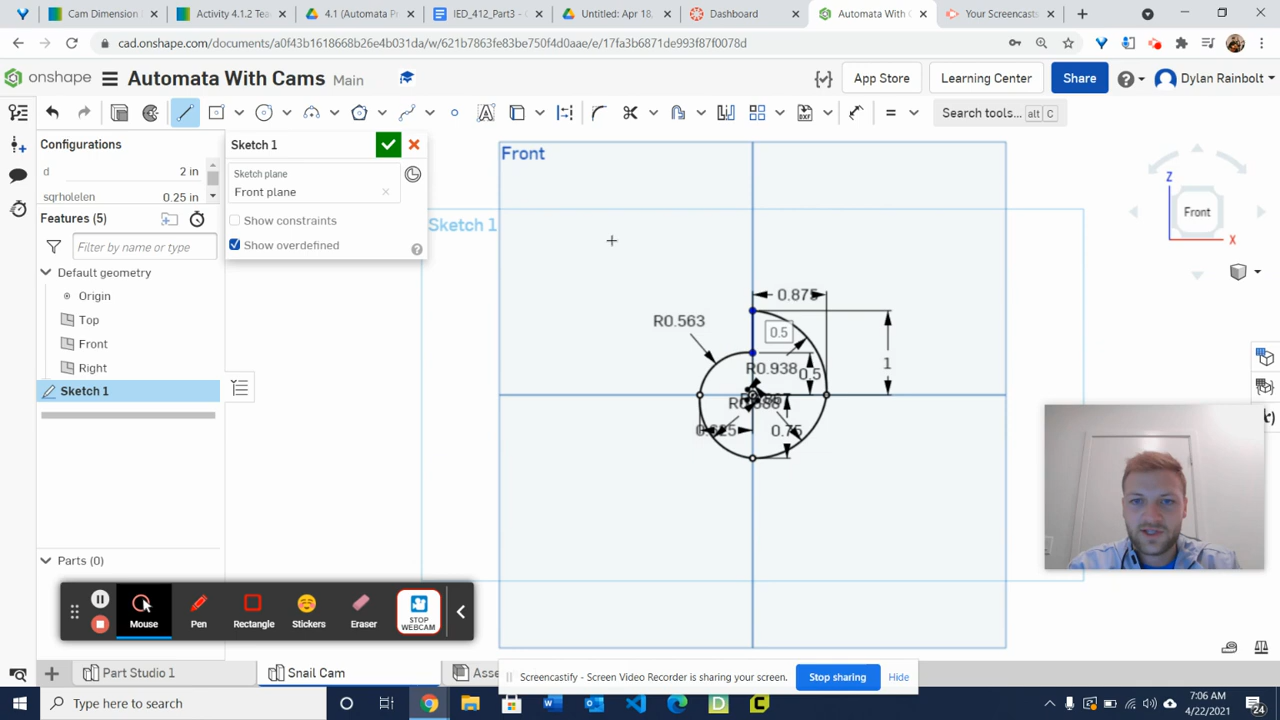 Cam Dimension
Activity 4.1.2 Tea
4.1 (Automata P
IED_412_Part3 -
Untitled: Apr 18,
Dashboard
Automata With C
Your Screencasts
cad.onshape.com/documents/a0f43b1618668b26e4b031da/w/621b7863fe83be750f4d0aae/e/17fa3b6871de993f87f0078d
onshape
Automata With Cams
Main
App Store
Learning Center
Share
Dylan Rainbolt
Search tools...
alt
C
Configurations
d
2 in
sqrholelen
0.25 in
Features (5)
Filter by name or type
Default geometry
Origin
Top
Front
Right
Sketch 1
Parts (0)
Sketch 1
Sketch plane
Front plane
Show constraints
Show overdefined
Front
Sketch 1
0.875
R0.563
0.5
1
R0.938
0.5
0.625
0.75
Z
Front
X
Mouse
Pen
Rectangle
Stickers
Eraser
STOP
WEBCAM
Part Studio 1
Snail Cam
Asse
Screencastify - Screen Video Recorder is sharing your screen.
Stop sharing
Hide
Type here to search
7:06 AM
4/22/2021
24